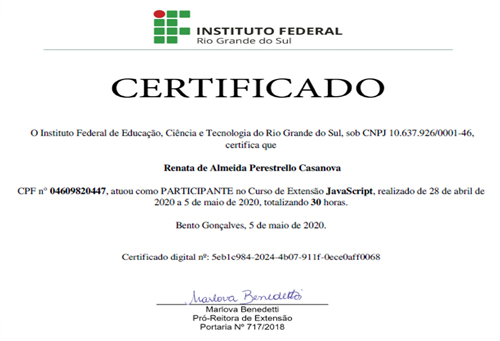 INSTITUTO FEDERAL
Rio Grande do Sul
CERTIFICADO
O Instituto Federal de Educação, Ciência e Tecnologia do Rio Grande do Sul, sob CNPJ 10.637.926/0001-46,
certifica que
Renata de Almeida Perestrello Casanova
CPF n° 04609820447, atuou como PARTICIPANTE no Curso de Extensão JavaScript, realizado de 28 de abril de
2020 a 5 de maio de 2020, totalizando 30 horas.
Bento Gonçalves, 5 de maio de 2020.
Certificado digital nº: 5eb1c984-2024-4b07-911f-0ece0aff0068
Marlova Benedetti
Marlova Benedetti
Pró-Reitora de Extensão
Portaria Nº 717/2018